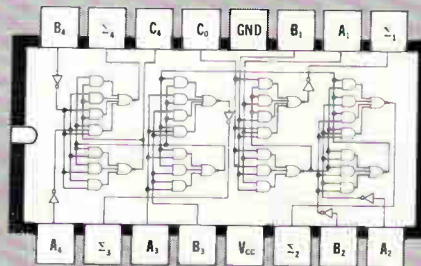 B₄ Σ₄ C₄ C₀ GND B₁ A₁ Σ₁
A₄ Σ₃ A₃ B₃ Vcc Σ₂ B₂ A₂